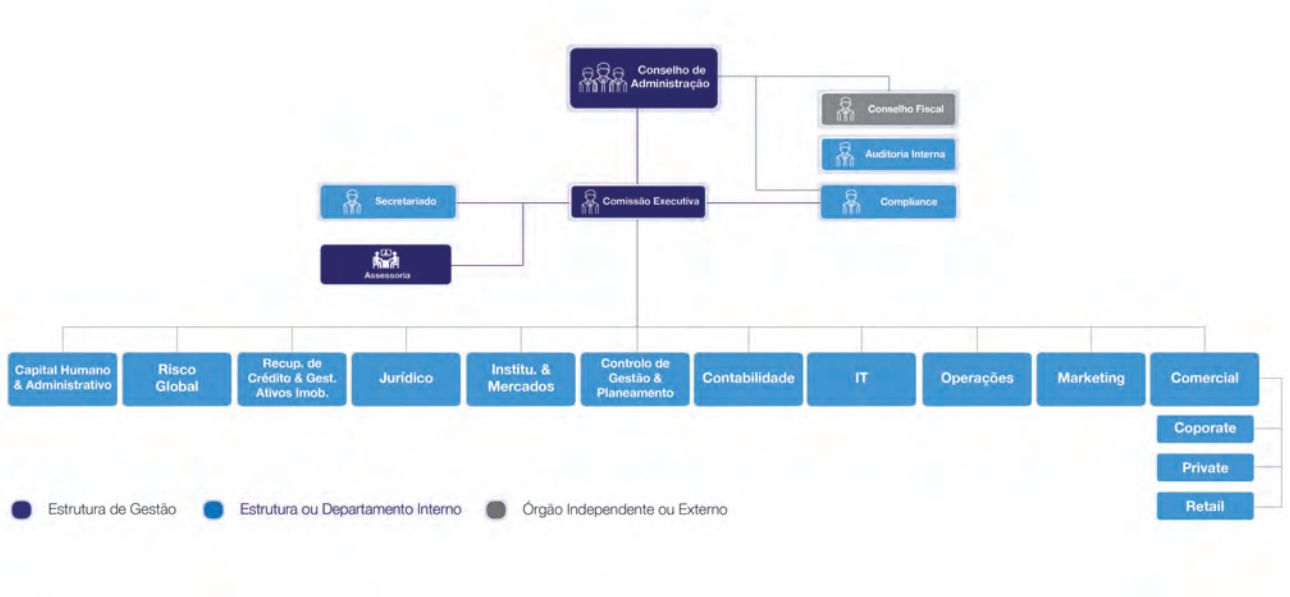 Conselho de
Administração
Conselho Fiscal
Auditoria Interna
Secretariado
Comissão Executiva
Compliance
Assessoria
Capital Humano
& Administrativo
Risco
Global
Recup. de
Crédito & Gest.
Ativos Imob.
Jurídico
Institu. &
Mercados
Controlo de
Gestão &
Planeamento
Contabilidade
IT
Operações
Marketing
Comercial
Coporate
Private
Retail
Estrutura de Gestão
Estrutura ou Departamento Interno
Órgão Independente ou Externo